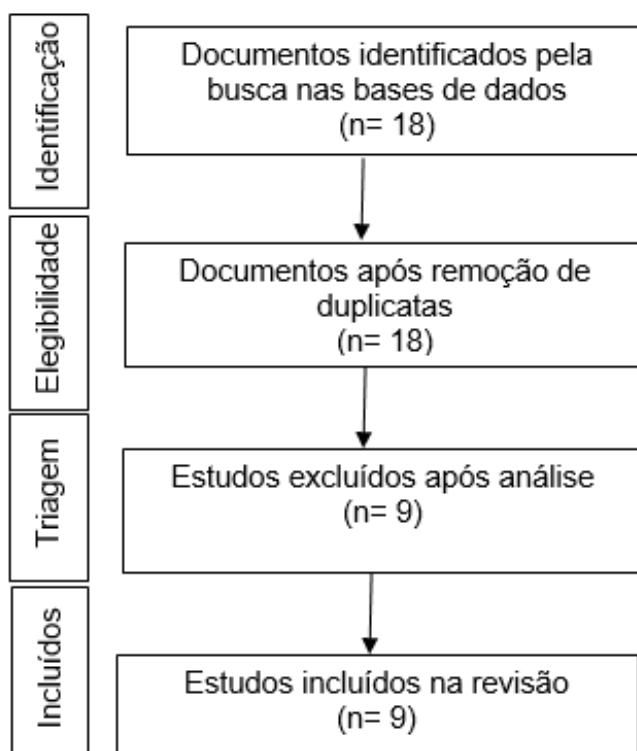 Identificação
Documentos identificados pela
busca nas bases de dados
(n= 18)
Elegibilidade
Documentos após remoção de
duplicatas
(n= 18)
Triagem
Estudos excluídos após análise
(n= 9)
Incluídos
Estudos incluídos na revisão
(n= 9)